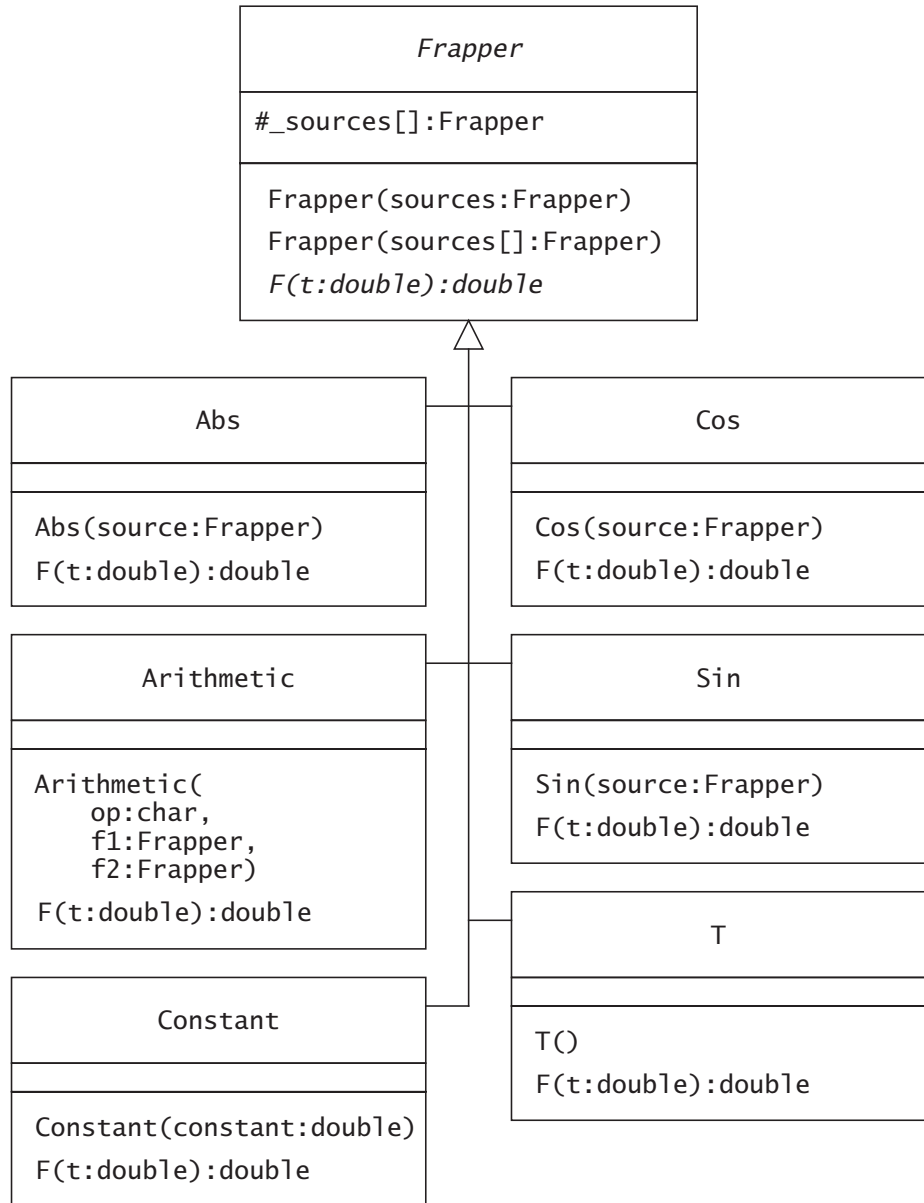 Frapper
#_sources[]:Frapper
Frapper(sources:Frapper)
Frapper(sources[]:Frapper)
F(t:double):double
Abs
Abs(source:Frapper)
F(t:double):double
Cos
Cos(source:Frapper)
F(t:double):double
Arithmetic
Arithmetic(
op:char,
f1:Frapper,
f2:Frapper)
F(t:double):double
Sin
Sin(source:Frapper)
F(t:double):double
Constant
Constant(constant:double)
F(t:double):double
T
T()
F(t:double):double